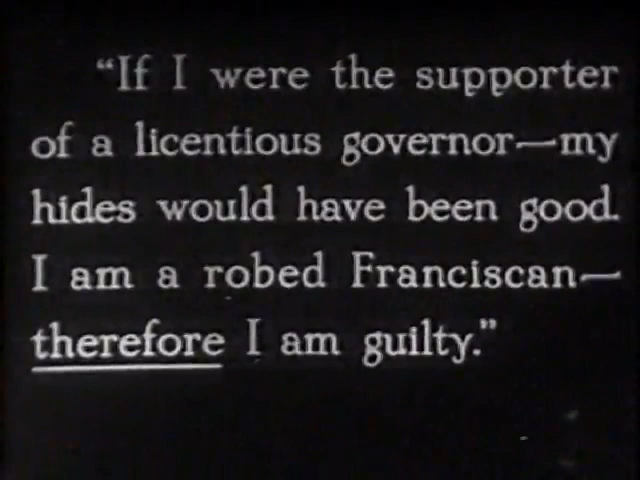 “If I were the supporter
of a licentious governor—my
hides would have been good.
I am a robed Franciscan—
therefore I am guilty.”